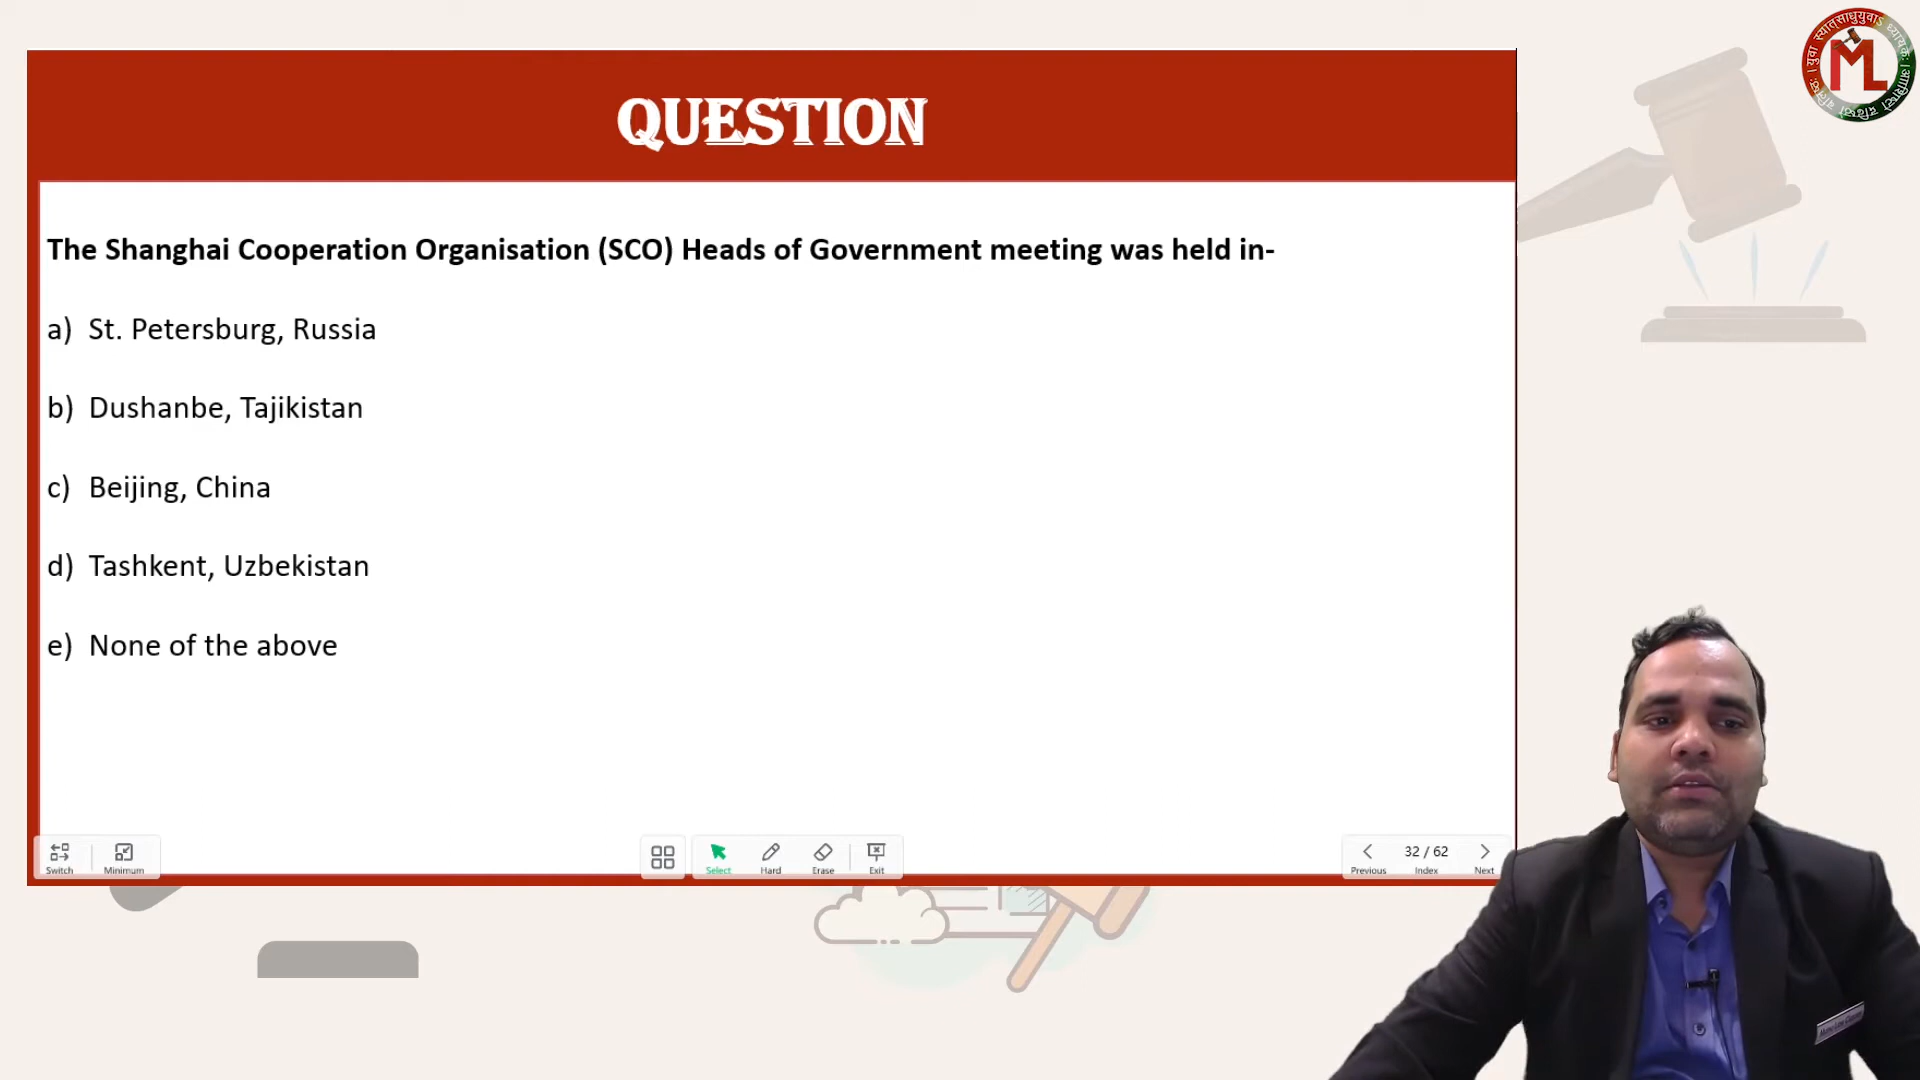 QUESTION
The Shanghai Cooperation Organisation (SCO) Heads of Government meeting was held in-
a) St. Petersburg, Russia
b) Dushanbe, Tajikistan
c) Beijing, China
d) Tashkent, Uzbekistan
e) None of the above
Switch
Minimum
Select
Hard
Erase
Exit
Previous
32 / 62
Index
Next
ML